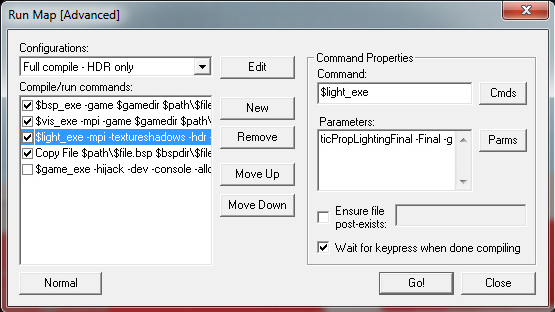 Run Map [Advanced]
Configurations:
Full compile - HDR only
Edit
Compile/run commands:
$bsp_exe -game $gamedir $path\$file
$vis_exe -mpi -game $gamedir $path
$light_exe -mpi -textureshadows -hdr -
Copy File $path\$file.bsp $bspdir\$file
$game_exe -hijack -dev -console -allo
New
Remove
Move Up
Move Down
Normal
Command Properties
Command:
$light_exe
Cmds
Parameters:
ticPropLightingFinal -Final -g
Parms
Ensure file
post-exists:
Wait for keypress when done compiling
Go!
Close